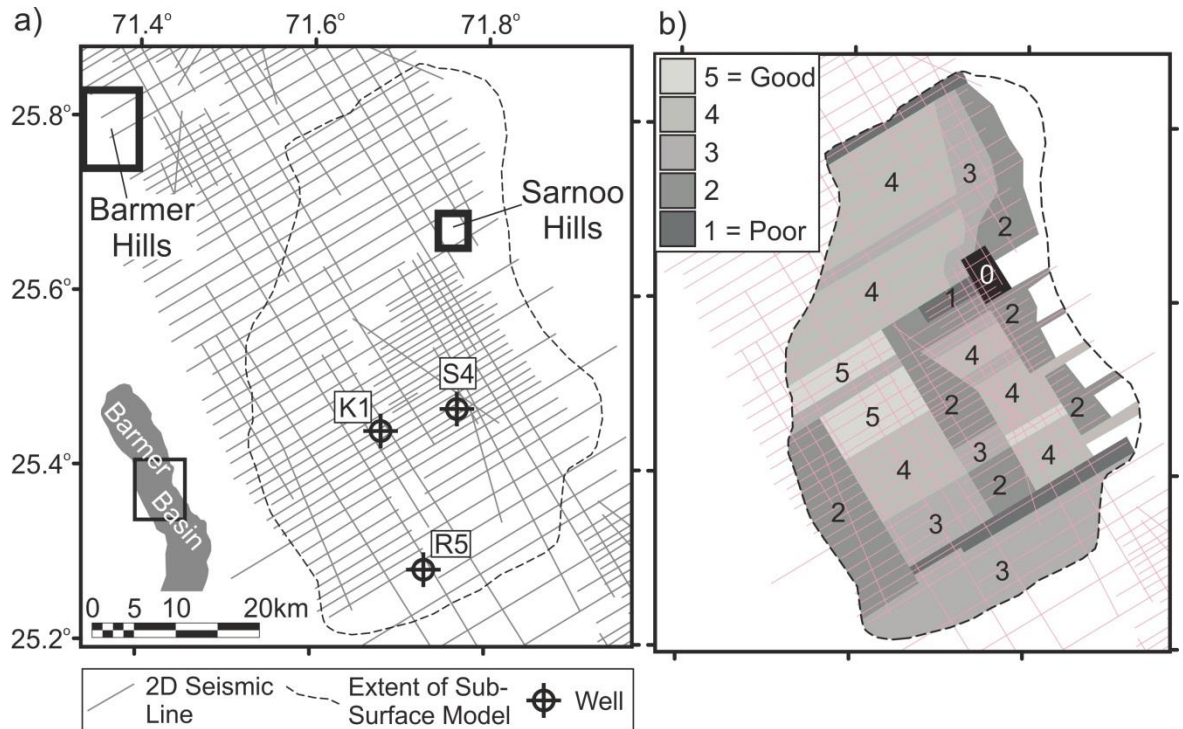 a)
71.4°
71.6°
71.8°
25.8°
25.6°
25.4°
25.2°
Barmer
Hills
Sarnoo
Hills
S4
K1
R5
Barmer
Basin
0 5 10 20km
2D Seismic
Line
Extent of Sub-
Surface Model
Well
b)
5 = Good
4
3
2
1 = Poor
4
3
2
0
4
1
2
4
5
4
2
2
5
3
4
4
2
2
3
3